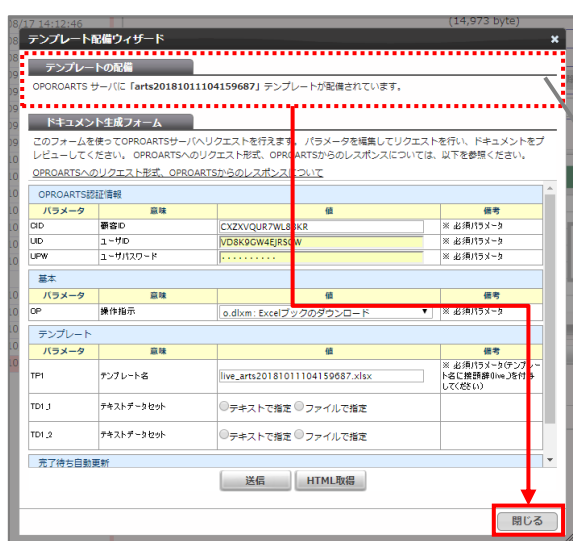 /17 14:12:46
(14,973 byte)
テンプレート配備ウィザード
×
テンプレートの配備
OPOROARTS サーバに「arts20181011104159687」テンプレートが配備されています。
ドキュメント生成フォーム
このフォームを使ってOPROARTSサーバへリクエストを行えます。 パラメータを編集してリクエストを行い、ドキュメントをプ
レビューしてください。 OPROARTSへのリクエスト形式、OPROARTSからのレスポンスについては、以下を参照ください。
OPROARTSへのリクエスト形式、OPROARTSからのレスポンスについて
OPROARTS認証情報
パラメータ 意味 値 備考
CID 顧客ID ※ 必須パラメータ
UID ユーザID ※ 必須パラメータ
UPW ユーザパスワード ・・・・・・・・・・ ※ 必須パラメータ
基本
パラメータ 意味 値 備考
OP 操作指示 o.dlxm : Excelブックのダウンロード ▼ ※ 必須パラメータ
テンプレート
パラメータ 意味 値 備考
TP1 テンプレート名 live_arts20181011104159687.xlsx ※ 必須パラメータ(テンプレー
ト名に接頭辞「live_」を付与
してください)
TD1_1 テキストデータセット テキストで指定 ファイルで指定
TD1_2 テキストデータセット テキストで指定 ファイルで指定
完了待ち自動更新
送信 HTML取得
閉じる